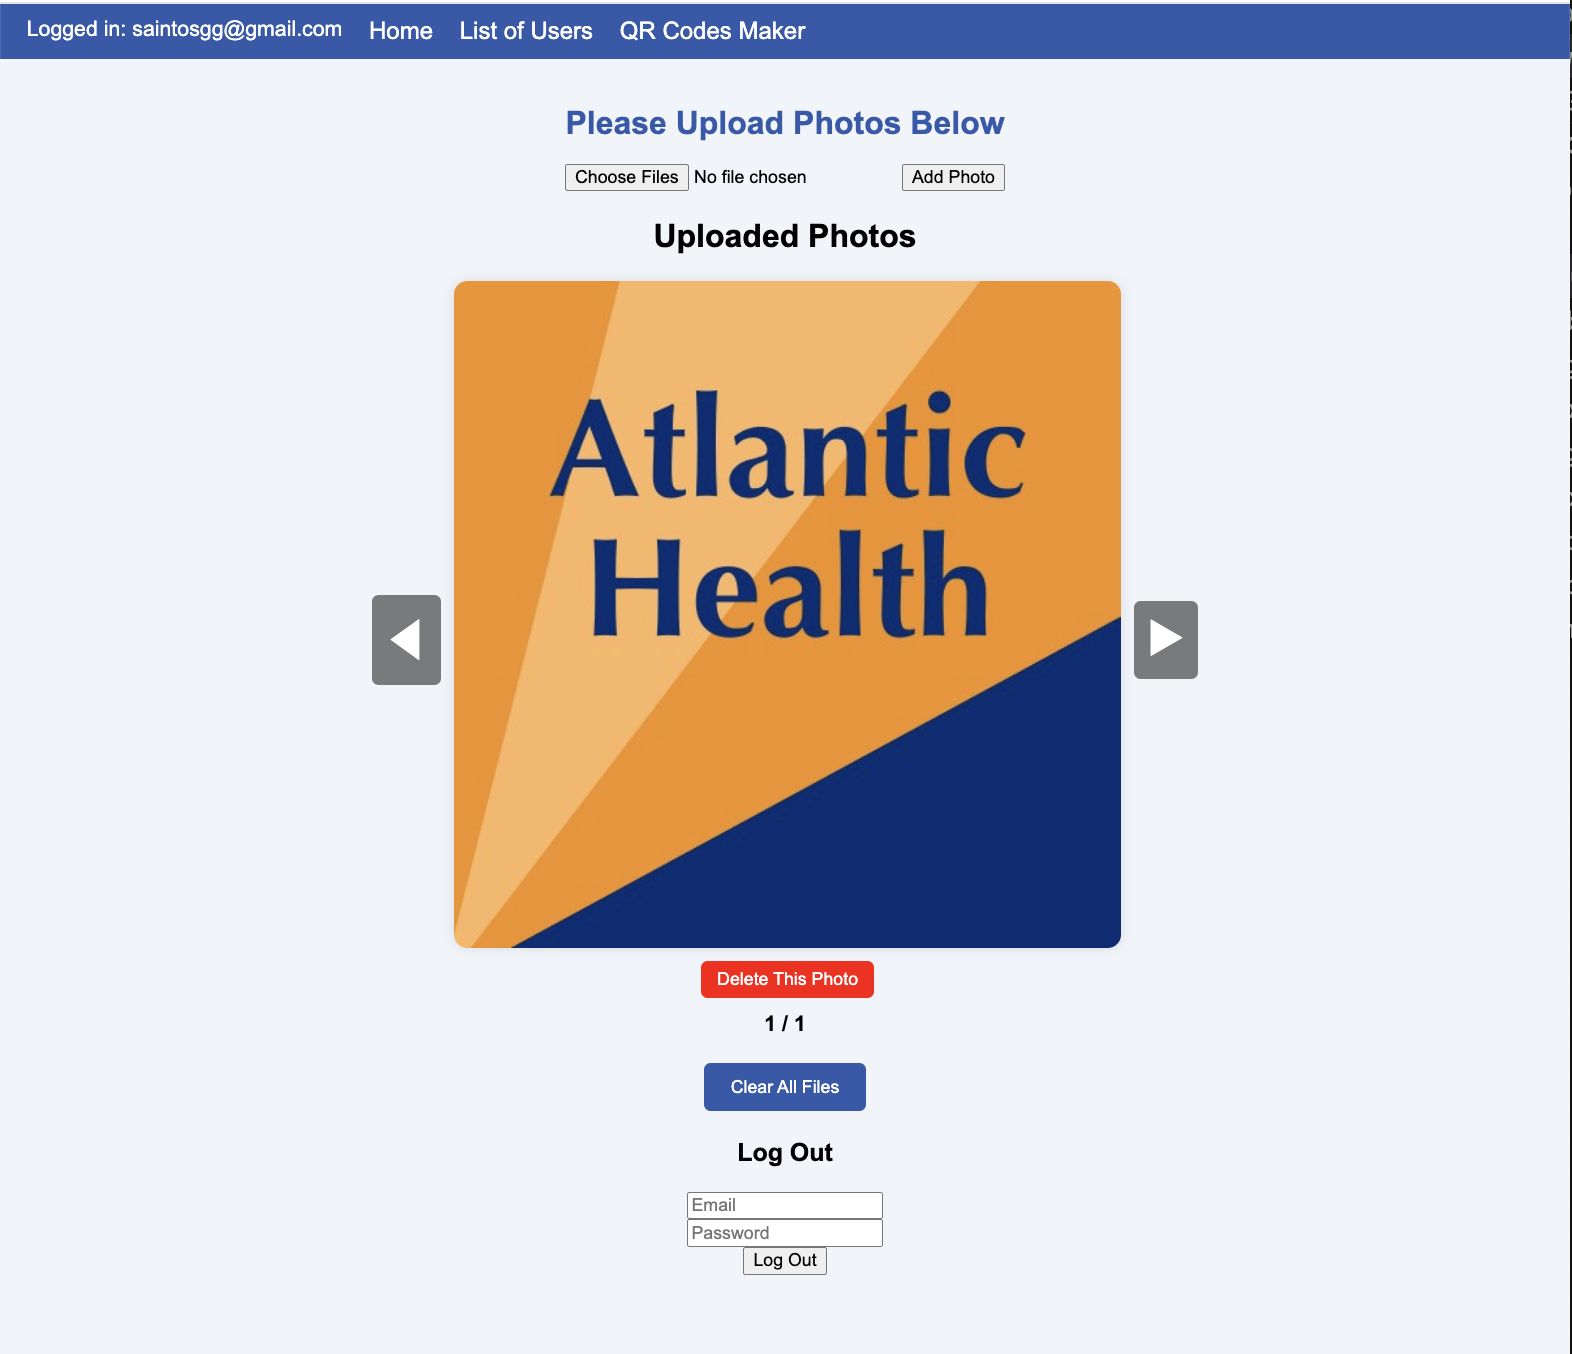 Logged in: saintosgg@gmail.com Home List of Users QR Codes Maker
Please Upload Photos Below
Choose Files No file chosen Add Photo
Uploaded Photos
Atlantic
Health
Delete This Photo
1 / 1
Clear All Files
Log Out
Email
Password
Log Out